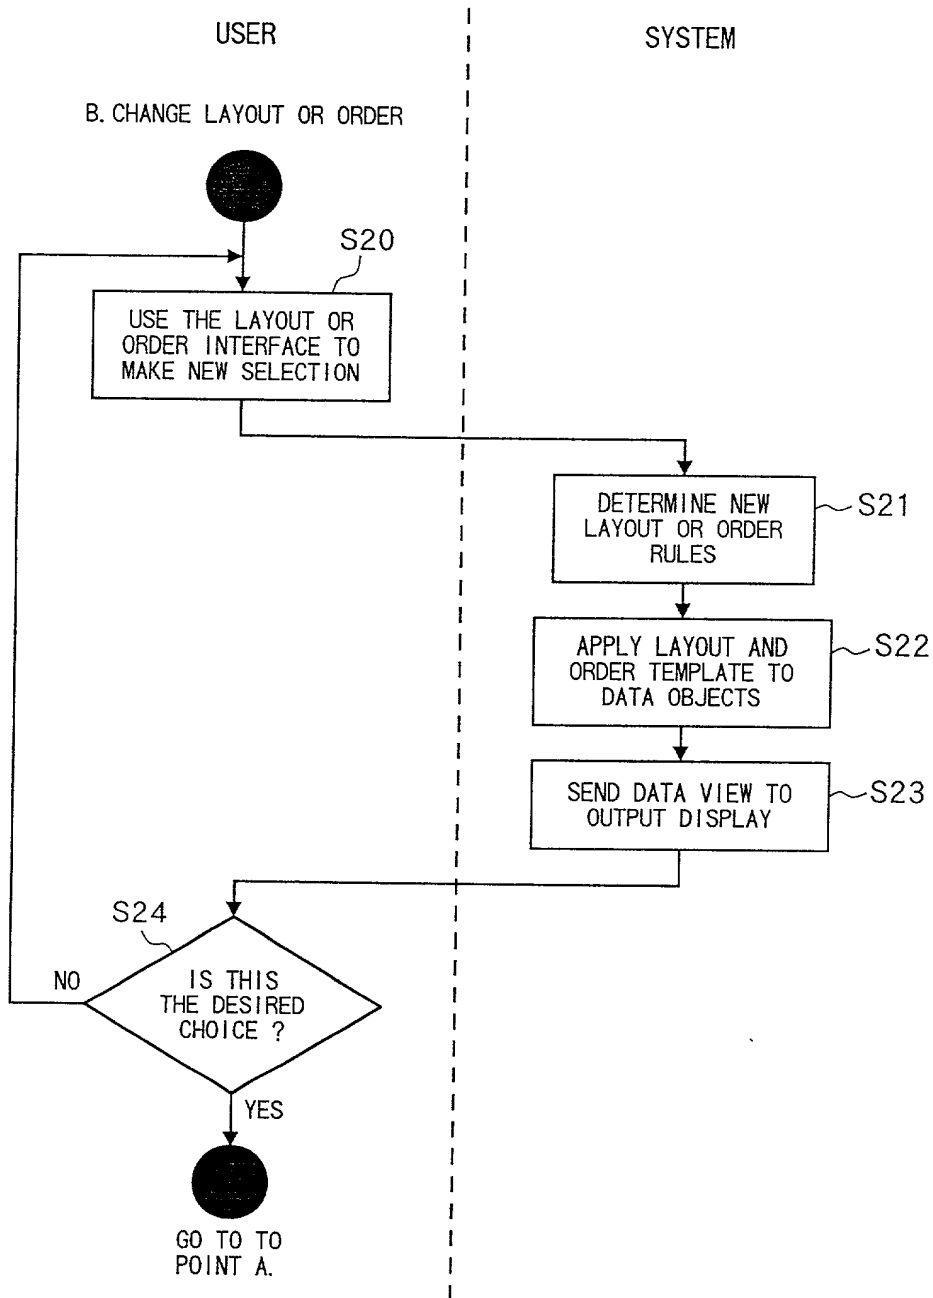 USER
SYSTEM
B. CHANGE LAYOUT OR ORDER
S20
USE THE LAYOUT OR
ORDER INTERFACE TO
MAKE NEW SELECTION
DETERMINE NEW
LAYOUT OR ORDER
RULES
S21
APPLY LAYOUT AND
ORDER TEMPLATE TO
DATA OBJECTS
S22
SEND DATA VIEW TO
OUTPUT DISPLAY
S23
S24
NO
IS THIS
THE DESIRED
CHOICE ?
YES
GO TO TO
POINT A.